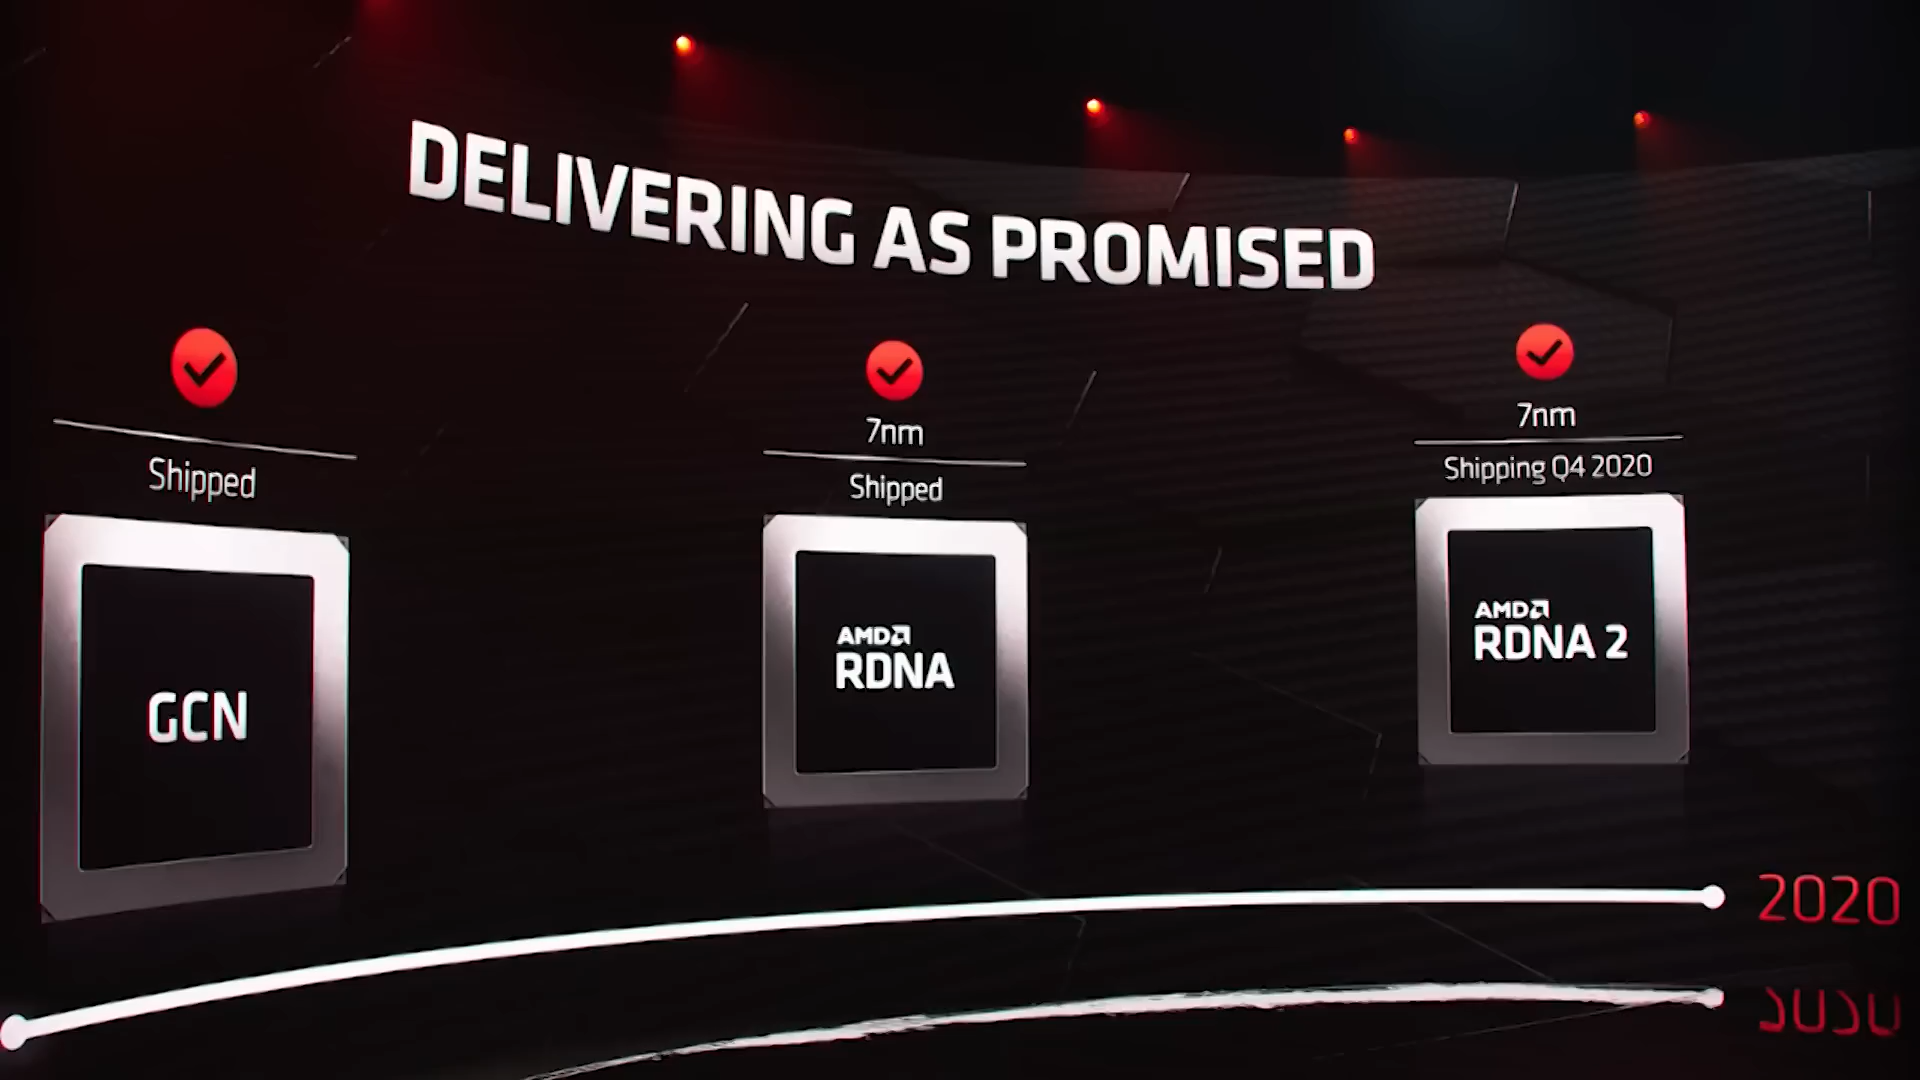 DELIVERING AS PROMISED
Shipped
GCN
7nm
Shipped
AMD
RDNA
7nm
Shipping Q4 2020
AMD
RDNA 2
2020